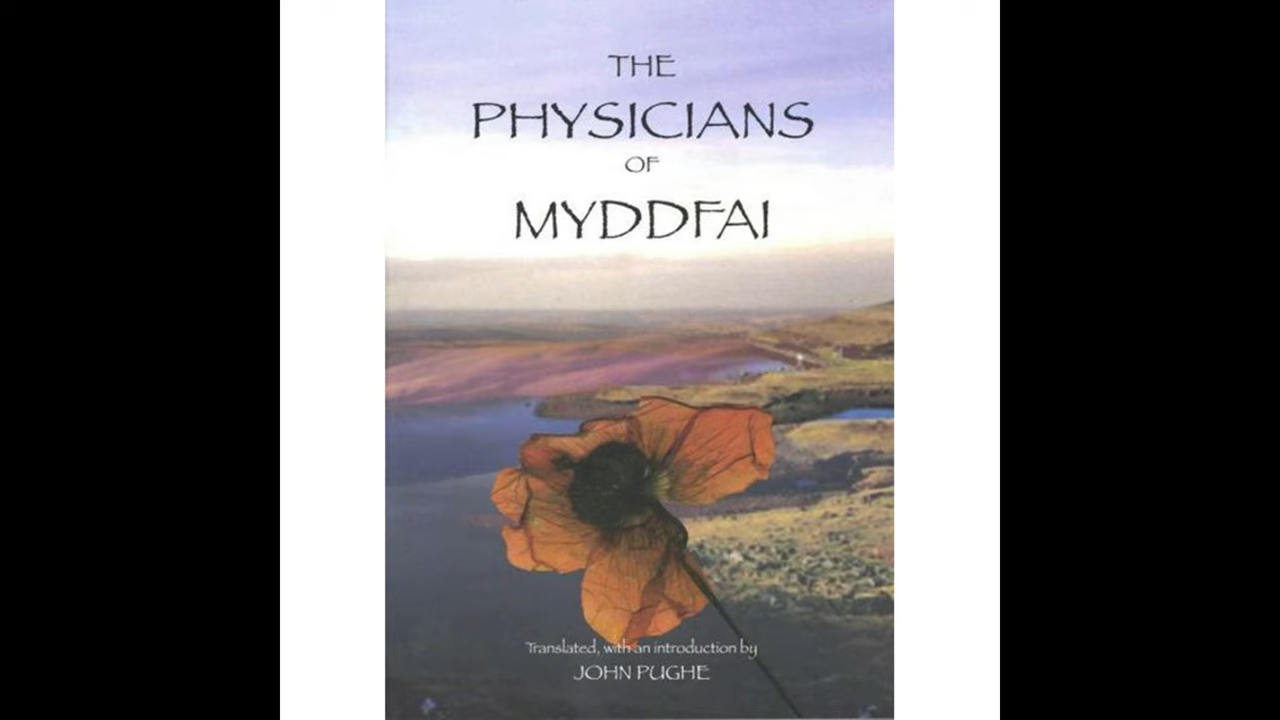 THE
PHYSICIANS
OF
MYDDFAI
Translated, with an introduction by
JOHN PUGHE